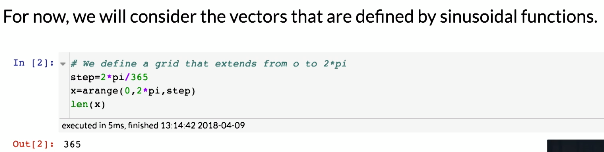 For now, we will consider the vectors that are defined by sinusoidal functions.
In [2]: # We define a grid that extends from o to 2*pi
step=2*pi/365
x=arange(0,2*pi,step)
len(x)
executed in 5ms, finished 13:14:42 2018-04-09
Out[2]: 365